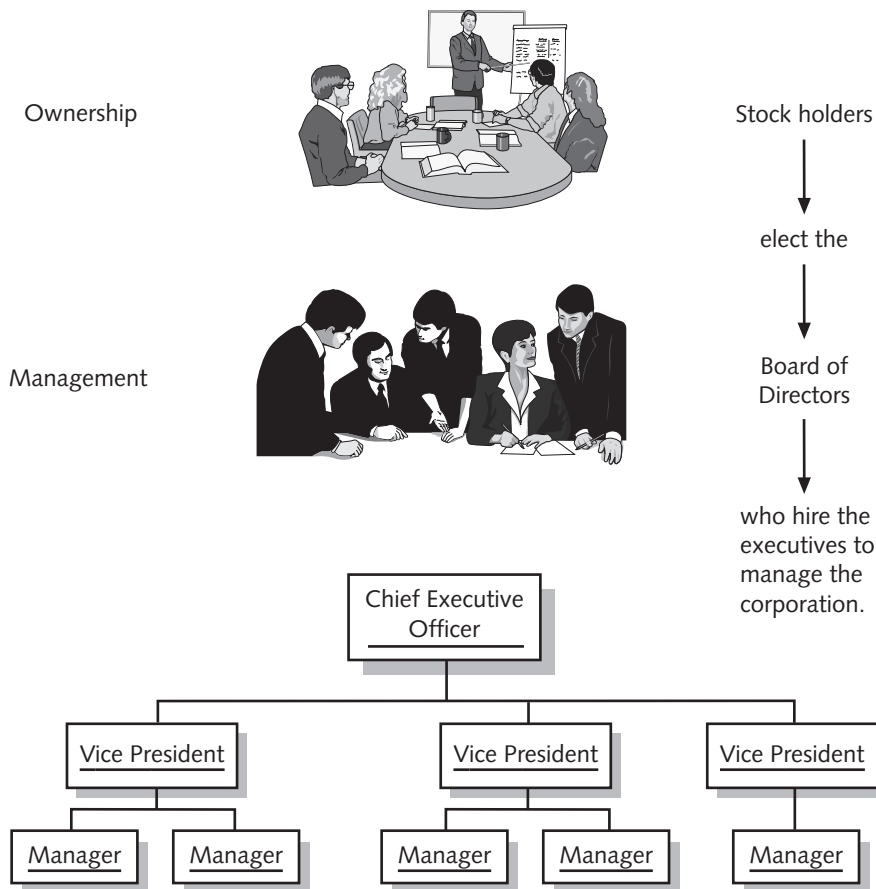 Ownership
Stock holders
elect the
Management
Board of
Directors
who hire the
executives to
manage the
corporation.
Chief Executive
Officer
Vice President
Vice President
Vice President
Manager
Manager
Manager
Manager
Manager